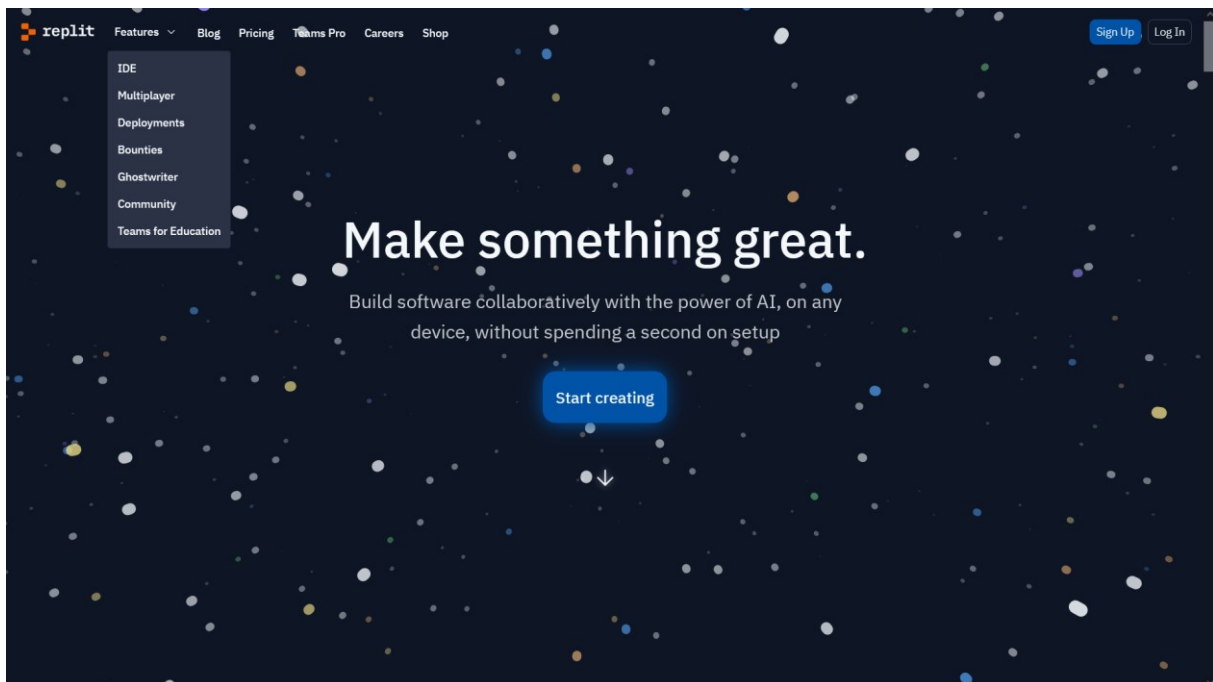 replit
Features
Blog
Pricing
Teams Pro
Careers
Shop
Sign Up
Log In
IDE
Multiplayer
Deployments
Bounties
Ghostwriter
Community
Teams for Education
Make something great.
Build software collaboratively with the power of AI, on any
device, without spending a second on setup
Start creating